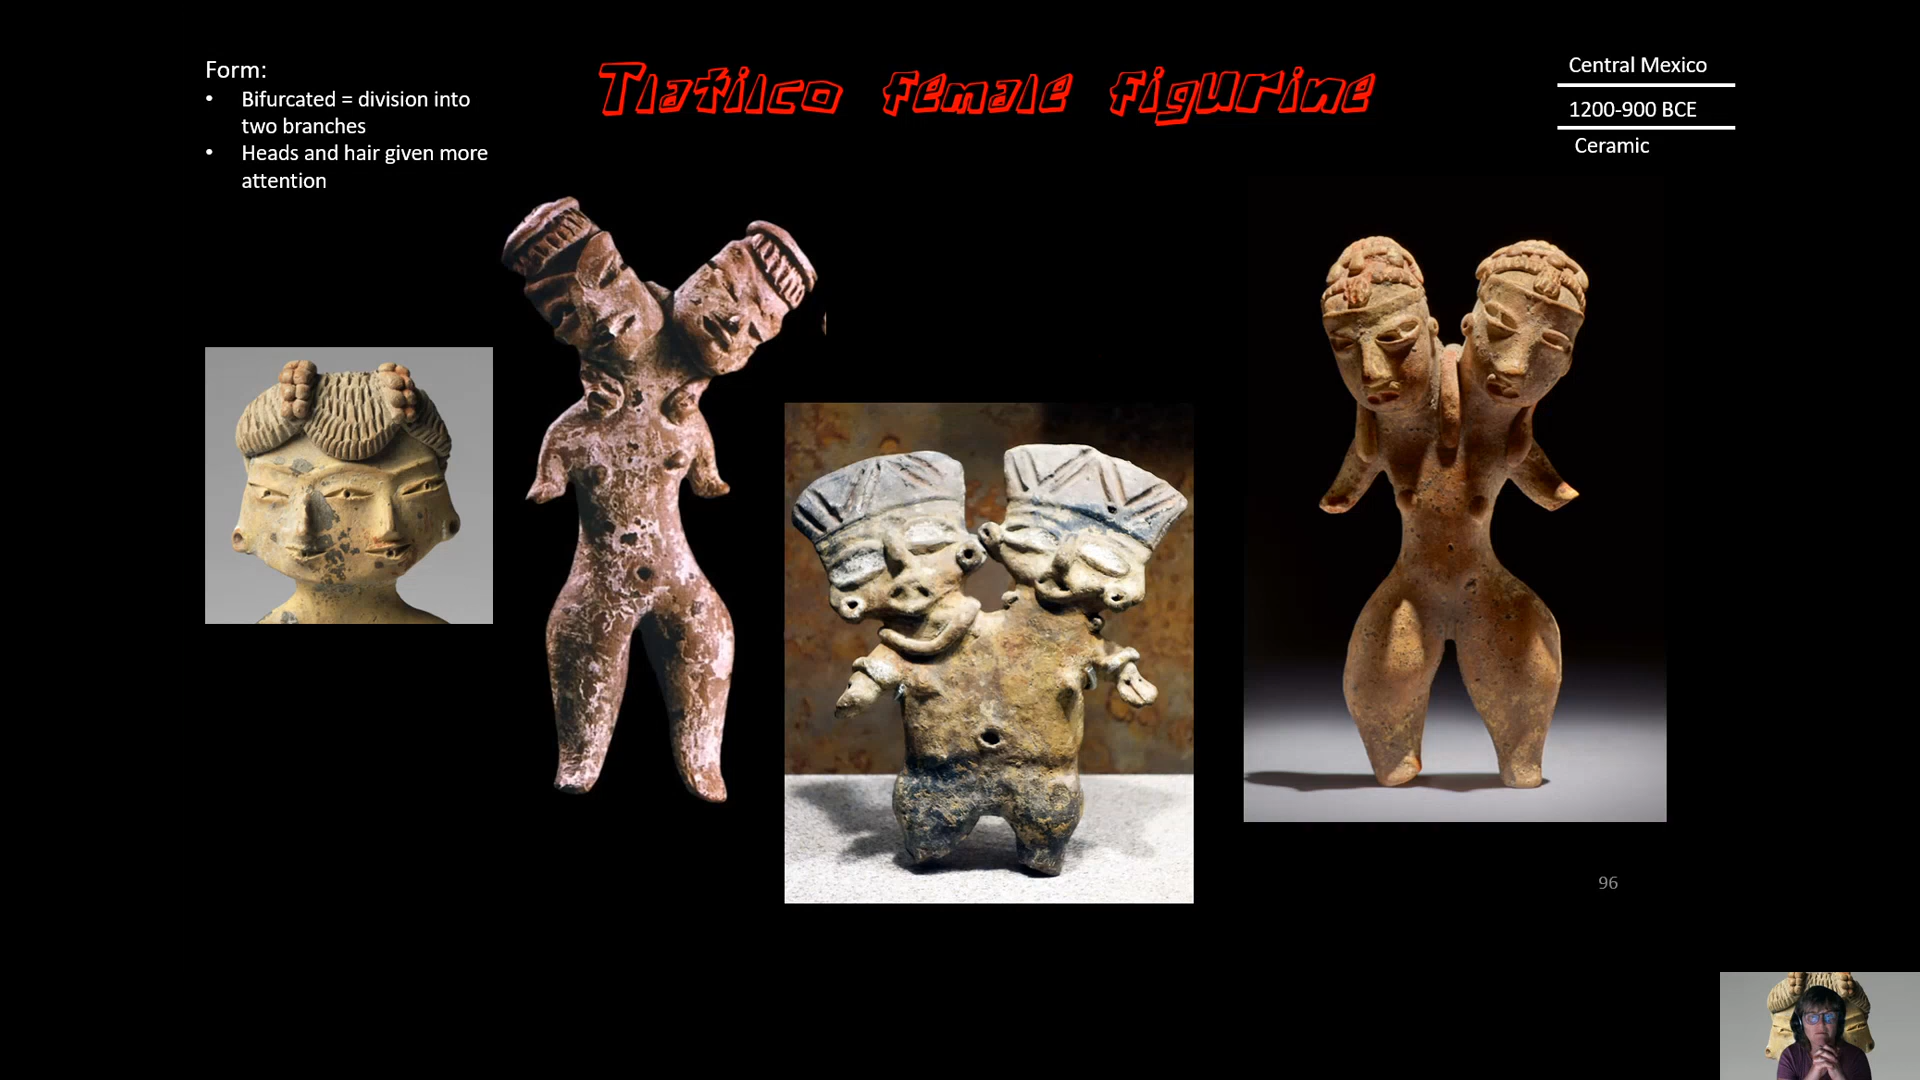 Form:
• Bifurcated = division into
two branches
• Heads and hair given more
attention
Tlatilco female figurine
Central Mexico
1200-900 BCE
Ceramic
96